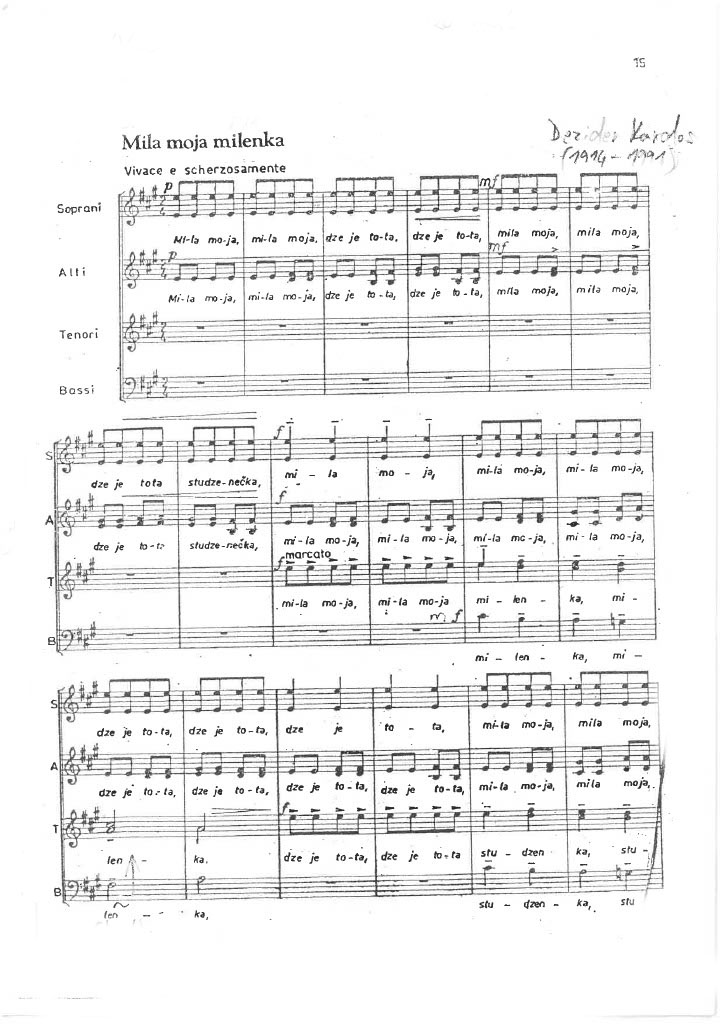 15
Mila moja milenka
Dezider Kardos
(1914 - 1991)
Vivace e scherzosamente
p mf
Soprani
Mi-la mo-ja, mi-la moja, dze je to-ta, dze je to-ta, mila moja, mila moja,
p mf
Alti
Mi-la mo-ja, mi-la mo-ja, dze je to-ta, dze je to-ta, mila moja, mila moja,
Tenori
Bassi
f
S
dze je tota studze-nečka, mi - la mo - ja, mi-la mo-ja, mi-la moja,
f
A
dze je to-ta studze-nečka, mi-la mo-ja, mi-la mo-ja, mi-la mo-ja, mi-la mo-ja,
marcato
f
T
mi-la mo-ja, mi-la moja mi - len - ka, mi -
mf
B
mi - len - ka, mi -
S
dze je to-ta, dze je to-ta, dze je to - ta, mi-la mo-ja, mila moja,
A
dze je to-ta, dze je to-ta, dze je to-ta, dze je to-ta, mi-la mo-ja, mila moja,
f
T
len - ka. dze je to-ta, dze je to-ta stu - dzen - ka, stu -
B
len - ka, stu - dzen-ka, stu